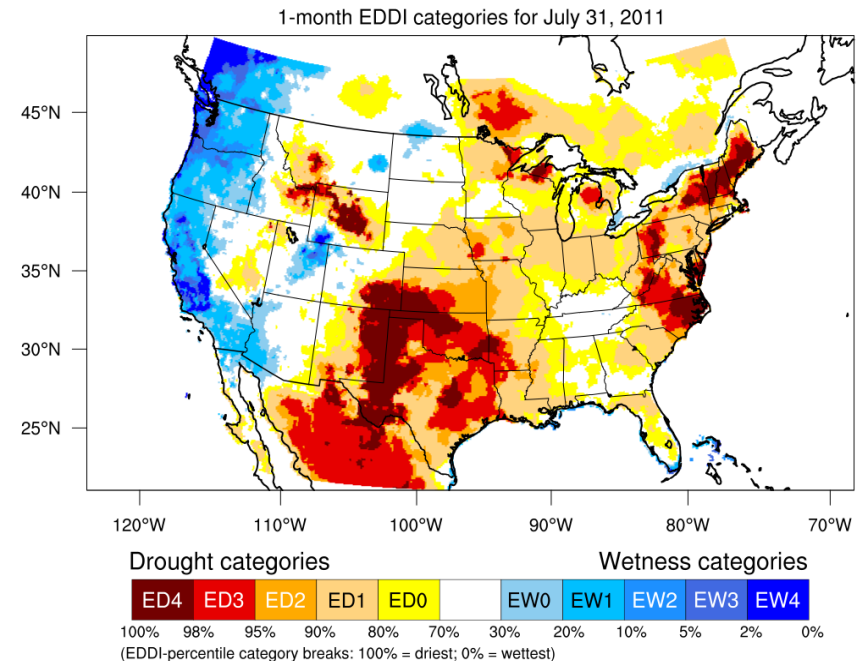 1-month EDDI categories for July 31, 2011
45°N
40°N
35°N
30°N
25°N
120°W 110°W 100°W 90°W 80°W 70°W
Drought categories Wetness categories
ED4 ED3 ED2 ED1 ED0 EW0 EW1 EW2 EW3 EW4
100% 98% 95% 90% 80% 70% 30% 20% 10% 5% 2% 0%
(EDDI-percentile category breaks: 100% = driest; 0% = wettest)